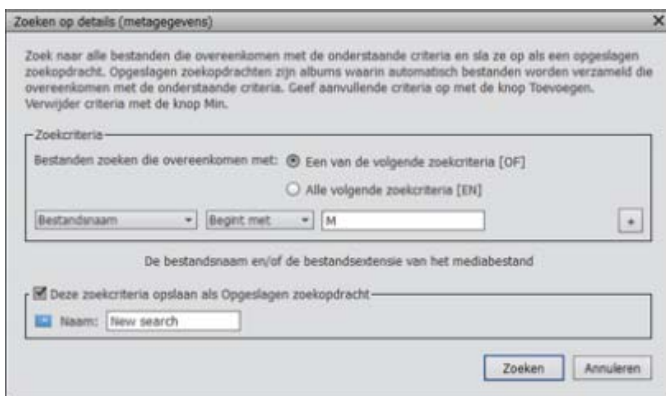 Zoeken op details (metagegevens) X
Zoek naar alle bestanden die overeenkomen met de onderstaande criteria en sla ze op als een opgeslagen
zoekopdracht. Opgeslagen zoekopdrachten zijn albums waarin automatisch bestanden worden verzameld die
overeenkomen met de onderstaande criteria. Geef aanvullende criteria op met de knop Toevoegen.
Verwijder criteria met de knop Min.
Zoekcriteria
Bestanden zoeken die overeenkomen met: Een van de volgende zoekcriteria [OF]
Alle volgende zoekcriteria [EN]
Bestandsnaam Begint met M +
De bestandsnaam en/of de bestandsextensie van het mediabestand
Deze zoekcriteria opslaan als Opgeslagen zoekopdracht
Naam: New search
Zoeken Annuleren